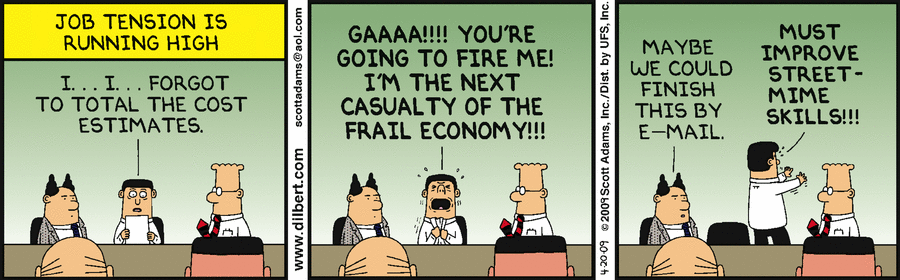 JOB TENSION IS
RUNNING HIGH
I... I... FORGOT
TO TOTAL THE COST
ESTIMATES.
www.dilbert.com
scottadams@aol.com
GAAAA!!!! YOU'RE
GOING TO FIRE ME!
I'M THE NEXT
CASUALTY OF THE
FRAIL ECONOMY!!!
4-20-09 ©2009 Scott Adams, Inc./Dist. by UFS, Inc.
MAYBE
WE COULD
FINISH
THIS BY
E-MAIL.
MUST
IMPROVE
STREET-
MIME
SKILLS!!!